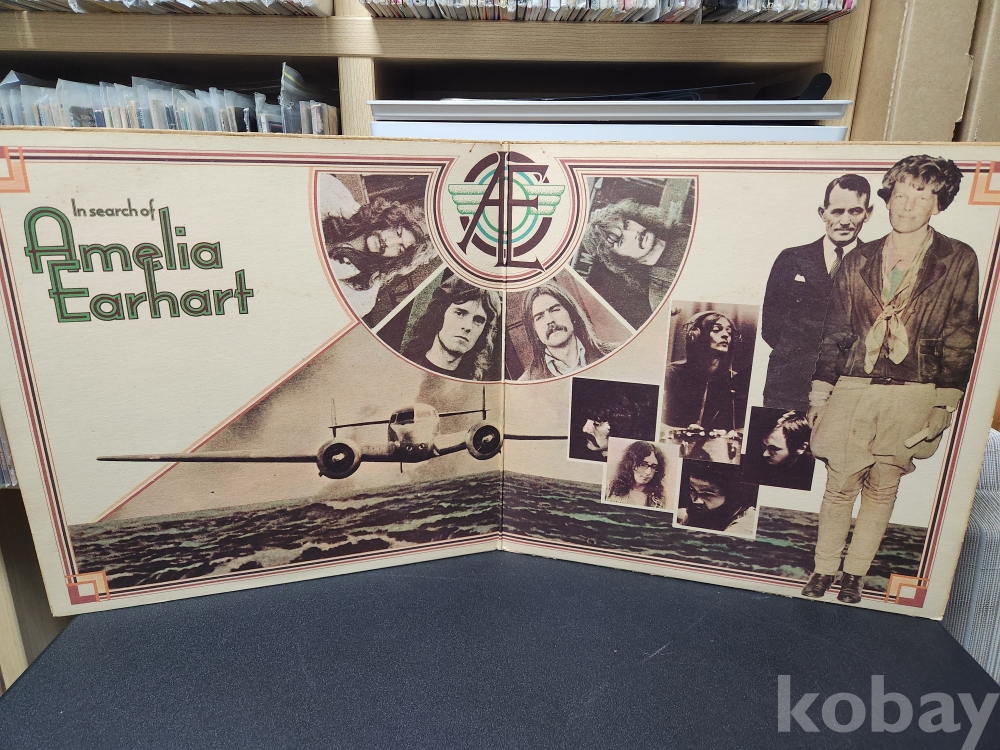 In search of
Amelia
Earhart
AE
kobay